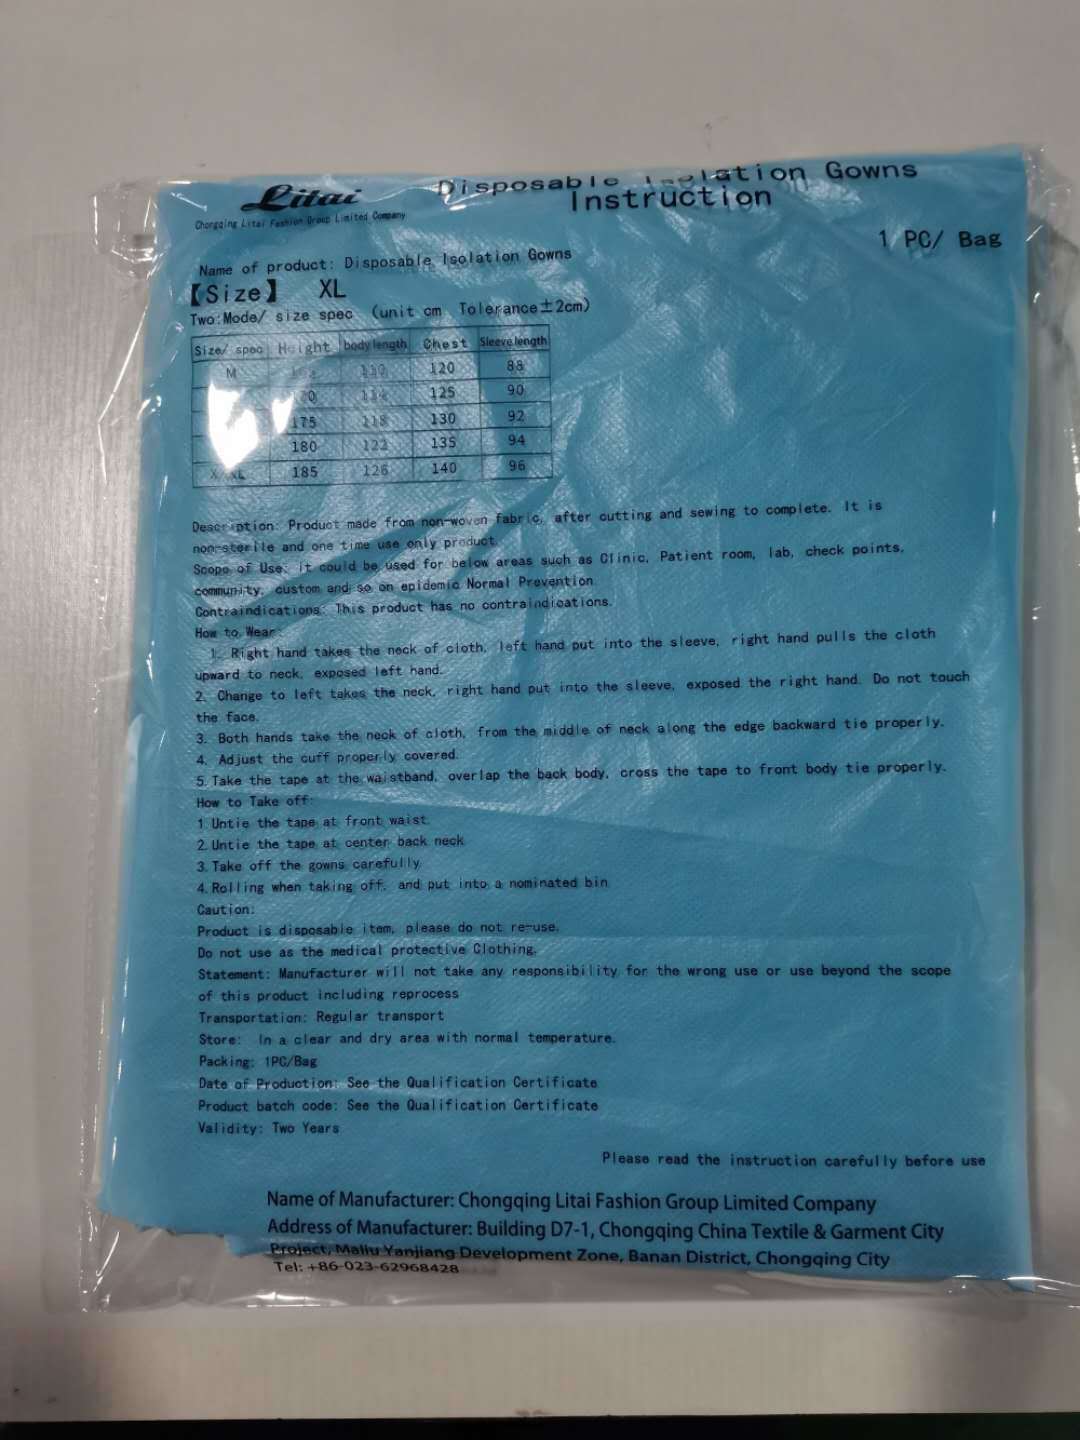 Litai
Chongqing Litai Fashion Group Limited Company
Disposable Isolation Gowns
Instruction
1 PC/ Bag
Name of product: Disposable Isolation Gowns
【Size】 XL
Two:Mode/ size spec (unit cm Tolerance±2cm)
Size/ spec Height body length Chest Sleeve length
M 120 88
125 90
175 118 130 92
180 122 135 94
185 126 140 96
Description: Product made from non-woven fabric, after cutting and sewing to complete. It is
non-sterile and one time use only product.
Scope of Use: it could be used for below areas such as Clinic, Patient room, lab, check points,
community, custom and so on epidemic Normal Prevention
Contraindications: This product has no contraindications.
How to Wear:
1. Right hand takes the neck of cloth, left hand put into the sleeve, right hand pulls the cloth
upward to neck, exposed left hand.
2. Change to left takes the neck, right hand put into the sleeve, exposed the right hand. Do not touch
the face.
3. Both hands take the neck of cloth, from the middle of neck along the edge backward tie properly.
4. Adjust the cuff properly covered.
5. Take the tape at the waistband, overlap the back body, cross the tape to front body tie properly.
How to Take off:
1. Untie the tape at front waist.
2. Untie the tape at center back neck
3. Take off the gowns carefully
4. Rolling when taking off, and put into a nominated bin
Caution:
Product is disposable item, please do not re-use.
Do not use as the medical protective Clothing.
Statement: Manufacturer will not take any responsibility for the wrong use or use beyond the scope
of this product including reprocess
Transportation: Regular transport
Store: In a clear and dry area with normal temperature.
Packing: 1PC/Bag
Date of Production: See the Qualification Certificate
Product batch code: See the Qualification Certificate
Validity: Two Years
Please read the instruction carefully before use
Name of Manufacturer: Chongqing Litai Fashion Group Limited Company
Address of Manufacturer: Building D7-1, Chongqing China Textile & Garment City
Project, Maliu Yanjiang Development Zone, Banan District, Chongqing City
Tel: +86-023-62968428